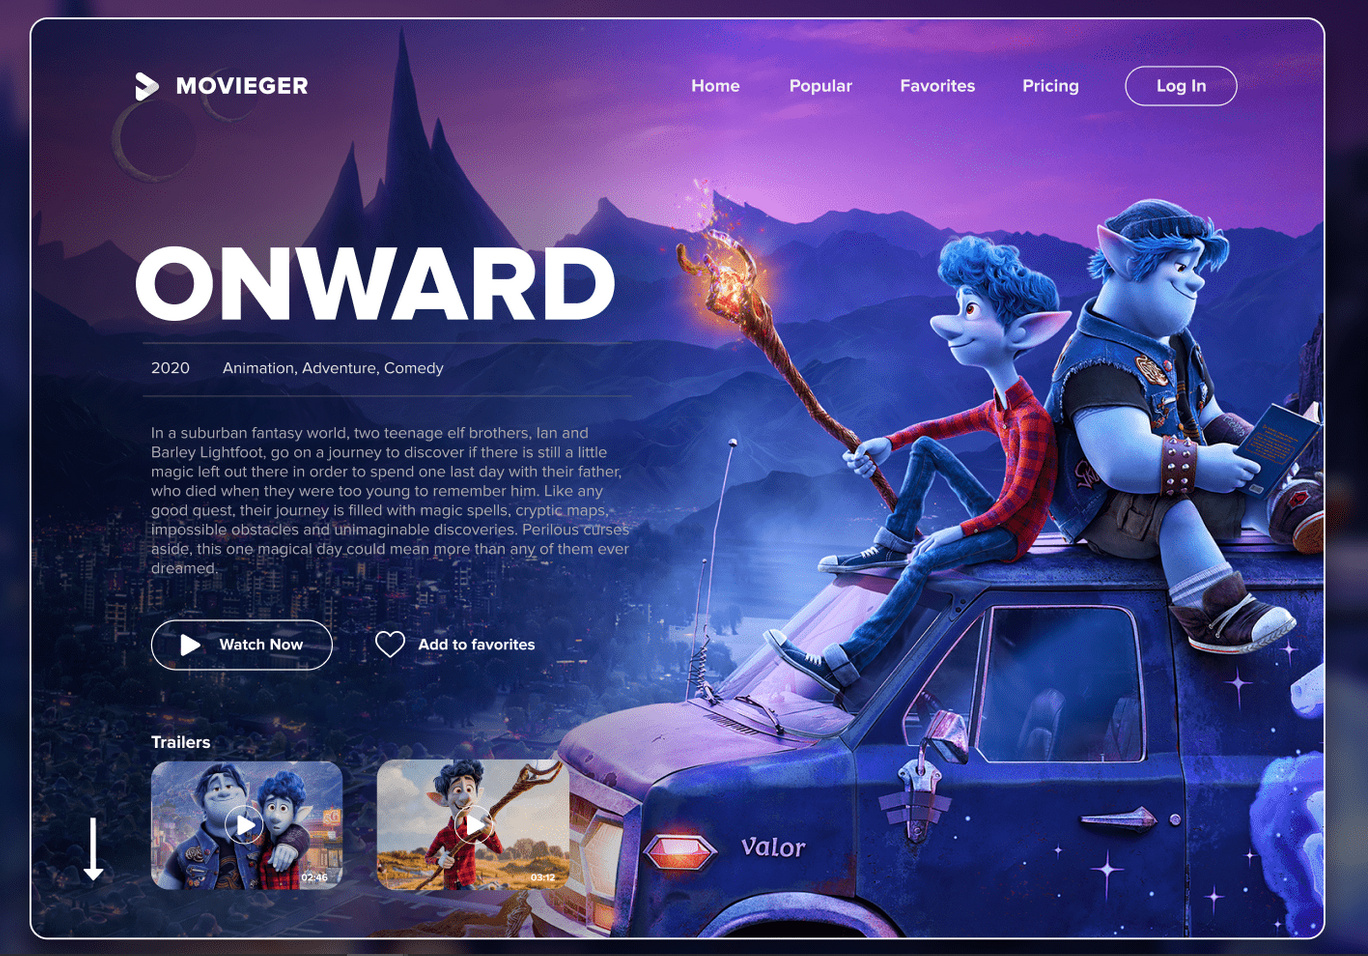 MOVIEGER
Home Popular Favorites Pricing Log In
ONWARD
2020 Animation, Adventure, Comedy
In a suburban fantasy world, two teenage elf brothers, Ian and
Barley Lightfoot, go on a journey to discover if there is still a little
magic left out there in order to spend one last day with their father,
who died when they were too young to remember him. Like any
good quest, their journey is filled with magic spells, cryptic maps,
impossible obstacles and unimaginable discoveries. Perilous curses
aside, this one magical day could mean more than any of them ever
dreamed.
Watch Now Add to favorites
Trailers
02:46
03:12
Valor